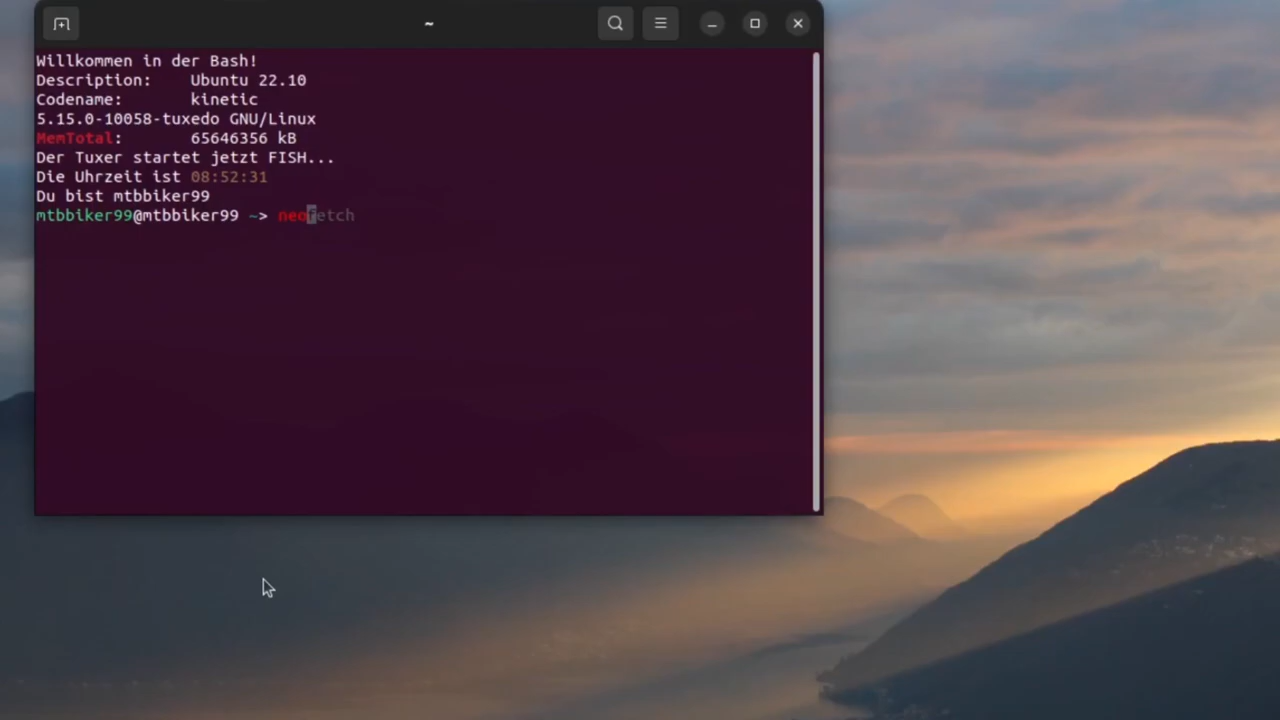 ~
Willkommen in der Bash!
Description: Ubuntu 22.10
Codename: kinetic
5.15.0-10058-tuxedo GNU/Linux
MemTotal: 65646356 kB
Der Tuxer startet jetzt FISH...
Die Uhrzeit ist 08:52:31
Du bist mtbbiker99
mtbbiker99@mtbbiker99 ~> neofetch